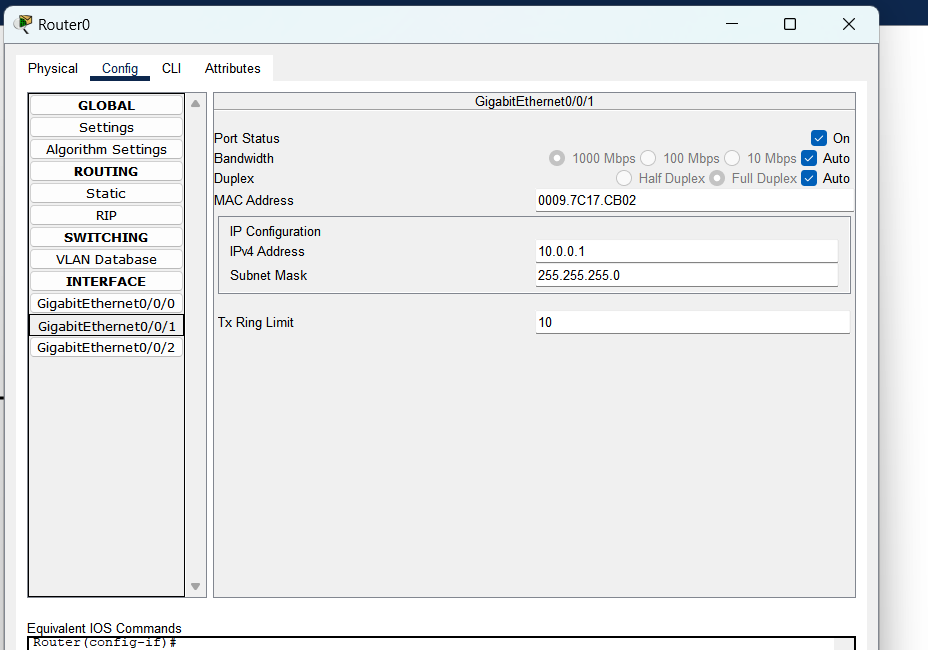 Router0
Physical Config CLI Attributes
GLOBAL
Settings
Algorithm Settings
ROUTING
Static
RIP
SWITCHING
VLAN Database
INTERFACE
GigabitEthernet0/0/0
GigabitEthernet0/0/1
GigabitEthernet0/0/2
GigabitEthernet0/0/1
Port Status On
Bandwidth 1000 Mbps 100 Mbps 10 Mbps Auto
Duplex Half Duplex Full Duplex Auto
MAC Address 0009.7C17.CB02
IP Configuration
IPv4 Address 10.0.0.1
Subnet Mask 255.255.255.0
Tx Ring Limit 10
Equivalent IOS Commands
Router(config-if)#